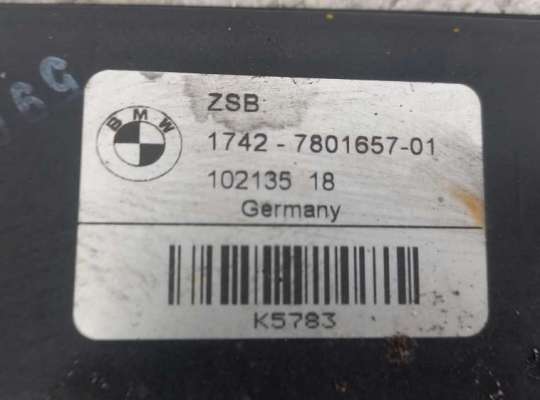 BMW
ZSB
1742 - 7801657-01
102135 18
Germany
K5783